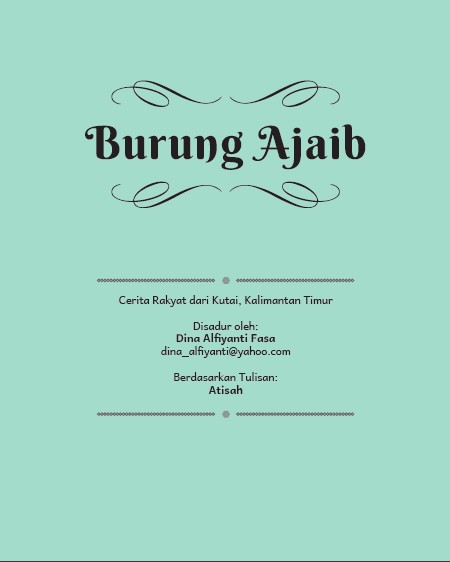 Burung Ajaib
Cerita Rakyat dari Kutai, Kalimantan Timur
Disadur oleh:
Dina Alfiyanti Fasa
dina_alfiyanti@yahoo.com
Berdasarkan Tulisan:
Atisah